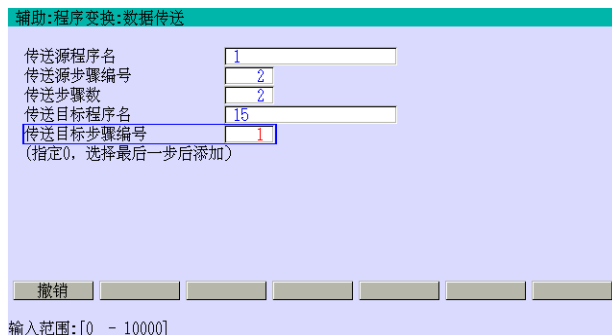 辅助:程序变换:数据传送
传送源程序名 1
传送源步骤编号 2
传送步骤数 2
传送目标程序名 15
传送目标步骤编号 1
(指定0, 选择最后一步后添加)
撤销
输入范围:[0 - 10000]